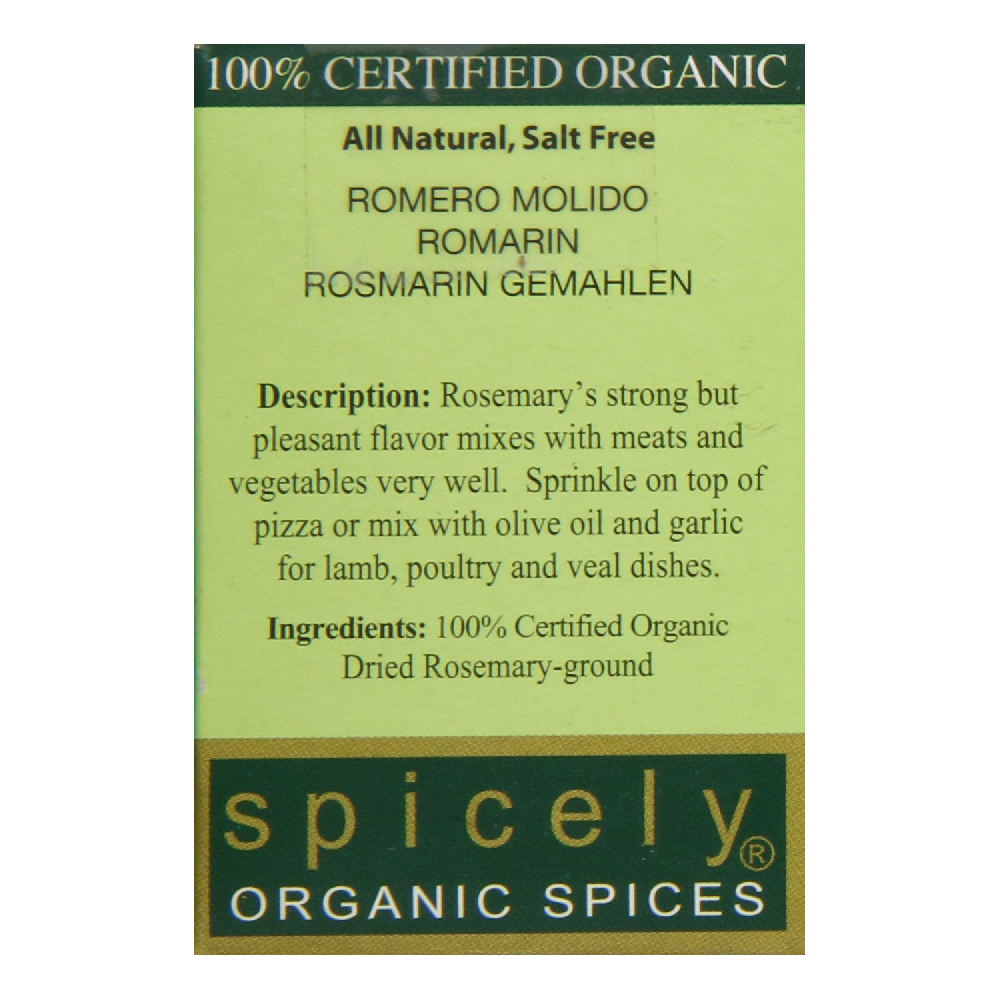 100% CERTIFIED ORGANIC
All Natural, Salt Free
ROMERO MOLIDO
ROMARIN
ROSMARIN GEMAHLEN
Description: Rosemary's strong but
pleasant flavor mixes with meats and
vegetables very well.  Sprinkle on top of
pizza or mix with olive oil and garlic
for lamb, poultry and veal dishes.
Ingredients: 100% Certified Organic
Dried Rosemary-ground
spicely®
ORGANIC SPICES